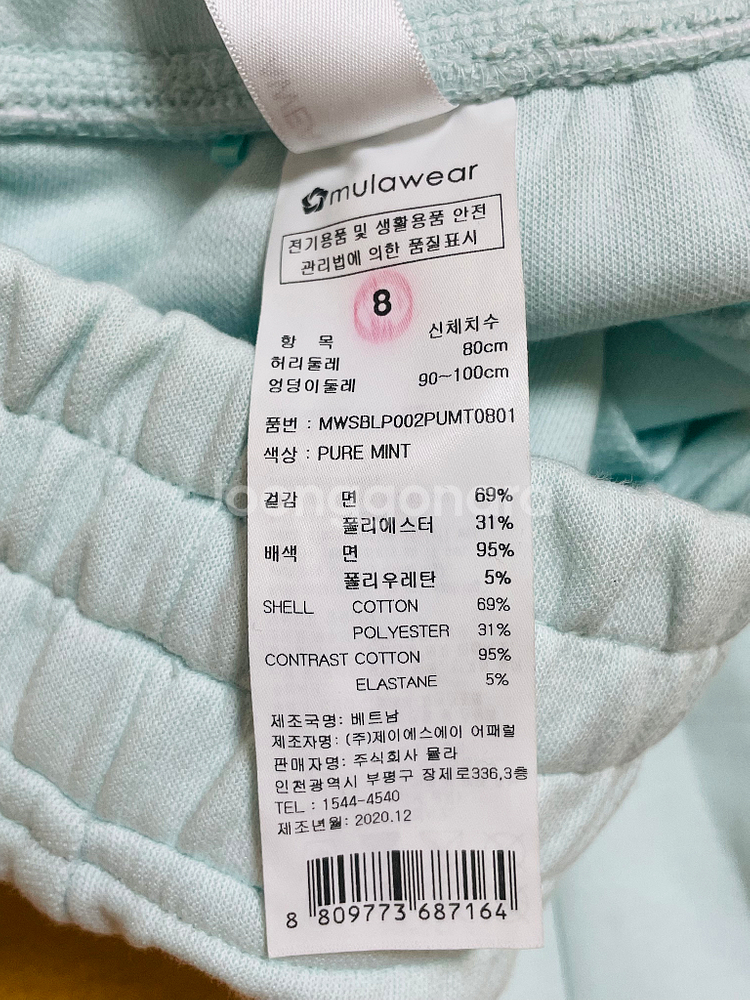 mulawear
전기용품 및 생활용품 안전
관리법에 의한 품질표시
8
항 목 신체치수
허리둘레 80cm
엉덩이둘레 90~100cm
품번 : MWSBLP002PUMT0801
색상 : PURE MINT
겉감 면 69%
폴리에스터 31%
배색 면 95%
폴리우레탄 5%
SHELL COTTON 69%
POLYESTER 31%
CONTRAST COTTON 95%
ELASTANE 5%
제조국명: 베트남
제조자명: (주)제이에스에이 어패럴
판매자명: 주식회사 뮬라
인천광역시 부평구 장제로336,3층
TEL : 1544-4540
제조년월: 2020.12
8 809773 687164
joonggonara